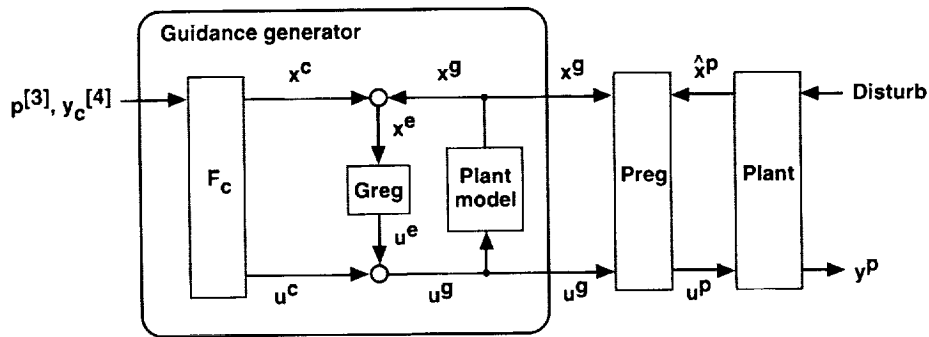 Guidance generator
p[3], yc[4]
Fc
xc
xg
xe
Greg
ue
Plant
model
uc
ug
xg
ug
Preg
x̂p
up
Plant
Disturb
yp